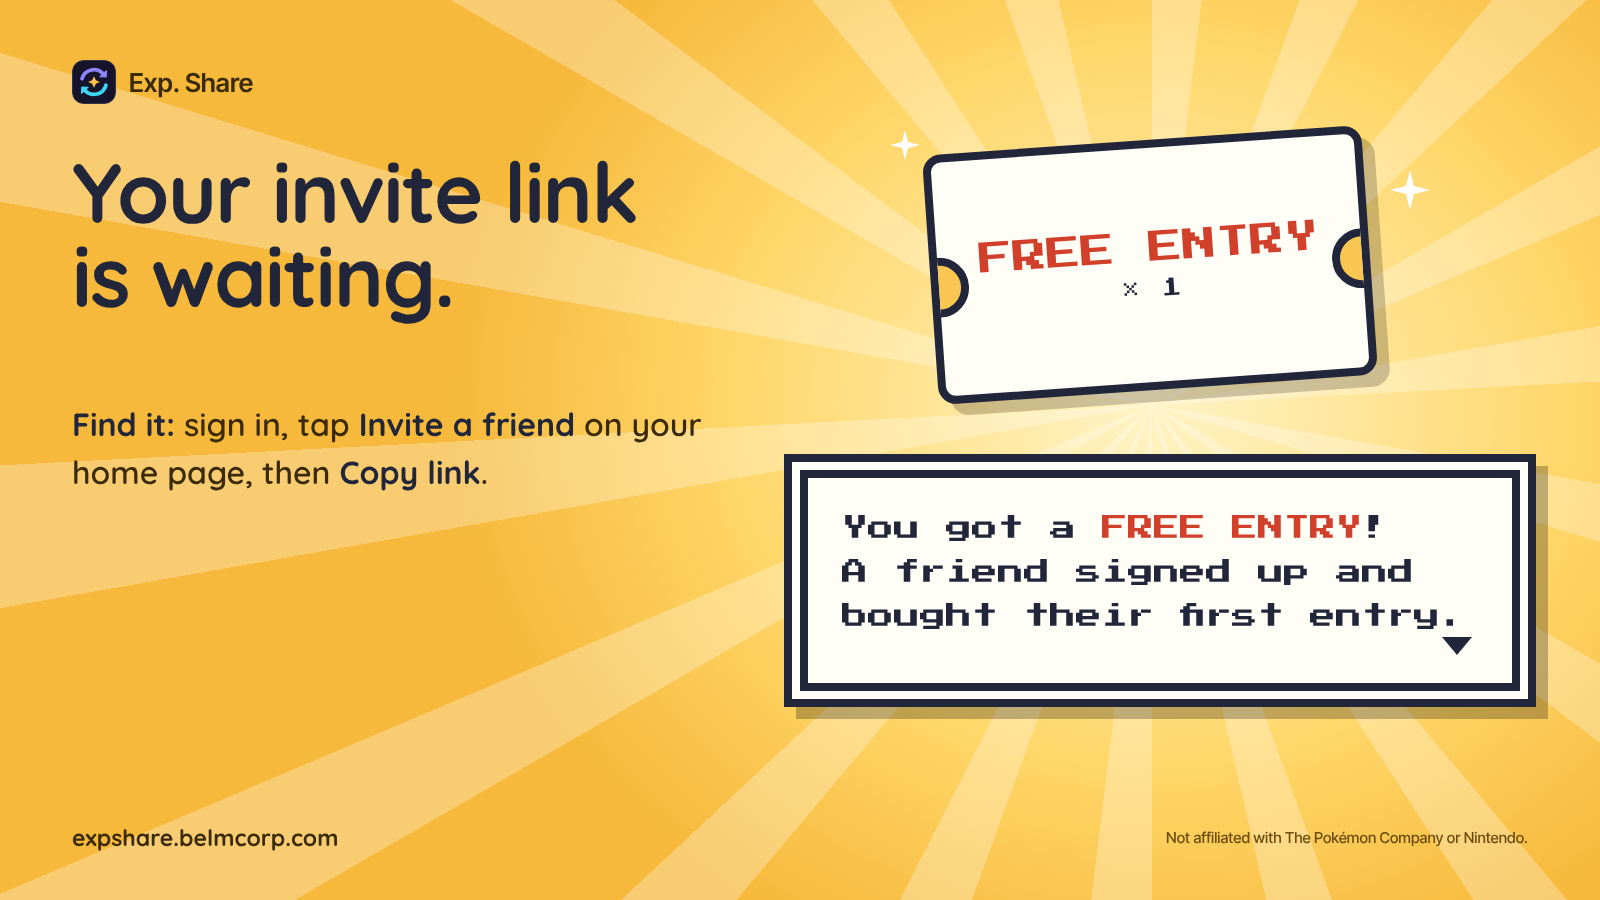 Exp. Share
Your invite link
is waiting.
Find it: sign in, tap Invite a friend on your
home page, then Copy link.
FREE ENTRY
x 1
You got a FREE ENTRY!
A friend signed up and
bought their first entry.
expshare.belmcorp.com
Not affiliated with The Pokémon Company or Nintendo.